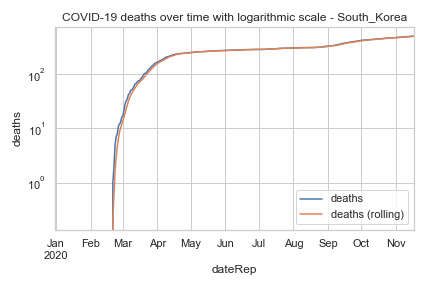 COVID-19 deaths over time with logarithmic scale - South_Korea
deaths
10²
10¹
10⁰
deaths
deaths (rolling)
Jan Feb Mar Apr May Jun Jul Aug Sep Oct Nov
2020
dateRep